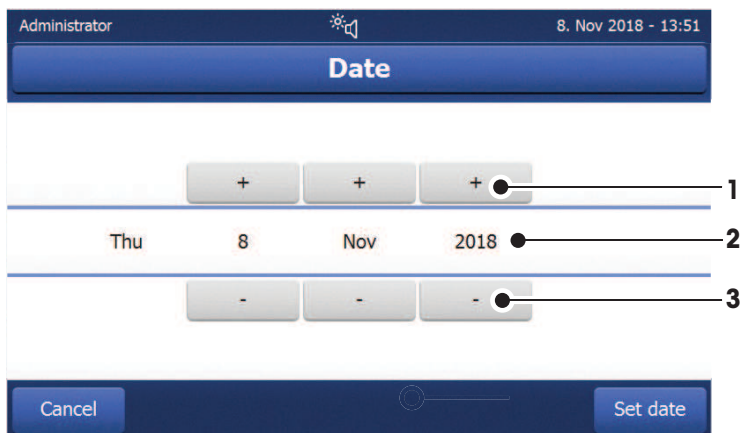 Administrator 8. Nov 2018 - 13:51
Date
+ + +
1
Thu 8 Nov 2018
2
- - -
3
Cancel Set date